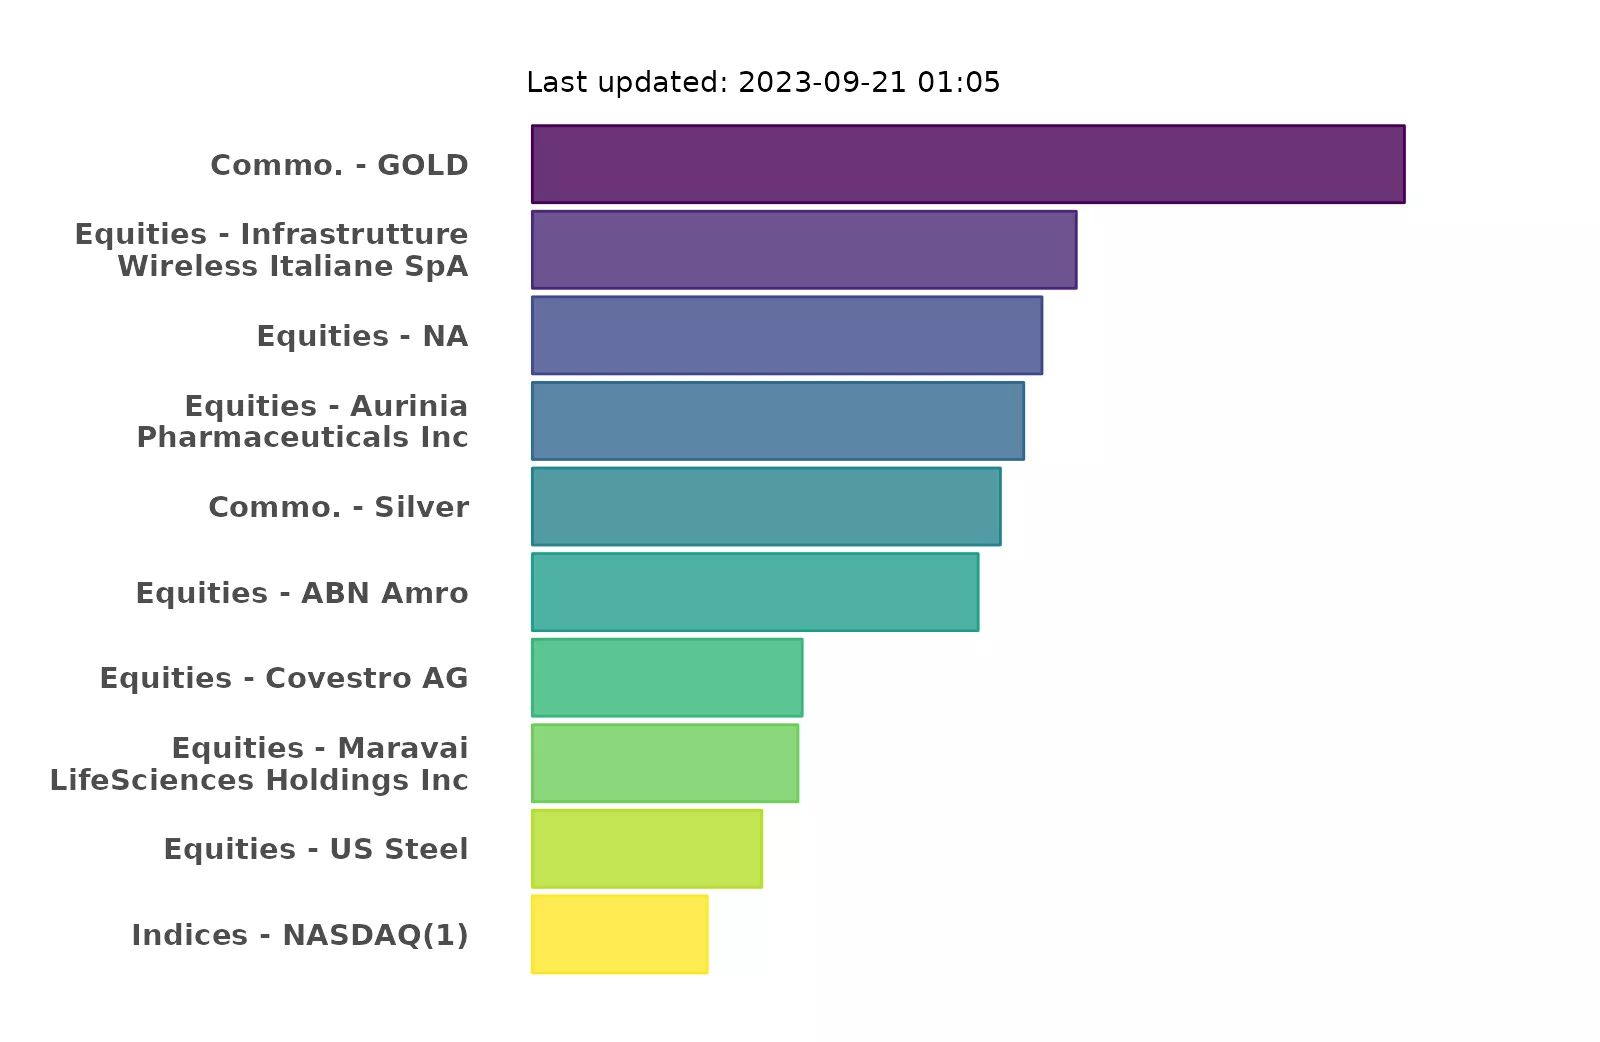 Last updated: 2023-09-21 01:05
Commo. - GOLD
Equities - Infrastrutture
Wireless Italiane SpA
Equities - NA
Equities - Aurinia
Pharmaceuticals Inc
Commo. - Silver
Equities - ABN Amro
Equities - Covestro AG
Equities - Maravai
LifeSciences Holdings Inc
Equities - US Steel
Indices - NASDAQ(1)